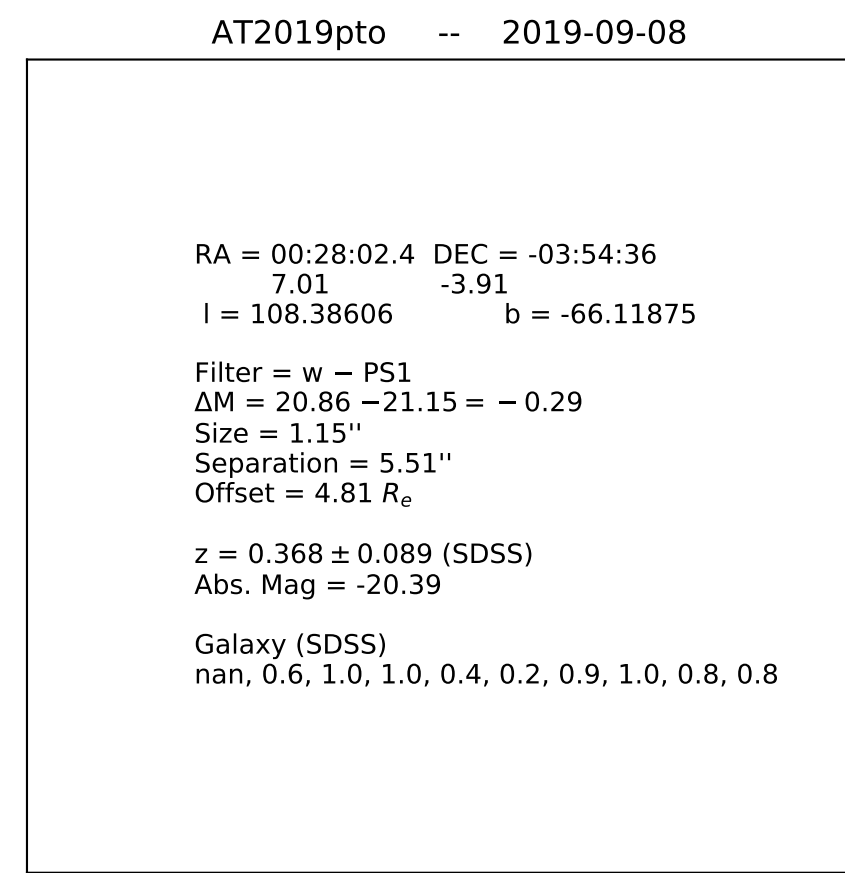 AT2019pto -- 2019-09-08
RA = 00:28:02.4 DEC = -03:54:36
7.01 -3.91
l = 108.38606 b = -66.11875
Filter = w − PS1
ΔM = 20.86 −21.15 = − 0.29
Size = 1.15''
Separation = 5.51''
Offset = 4.81 Rₑ
z = 0.368 ± 0.089 (SDSS)
Abs. Mag = -20.39
Galaxy (SDSS)
nan, 0.6, 1.0, 1.0, 0.4, 0.2, 0.9, 1.0, 0.8, 0.8